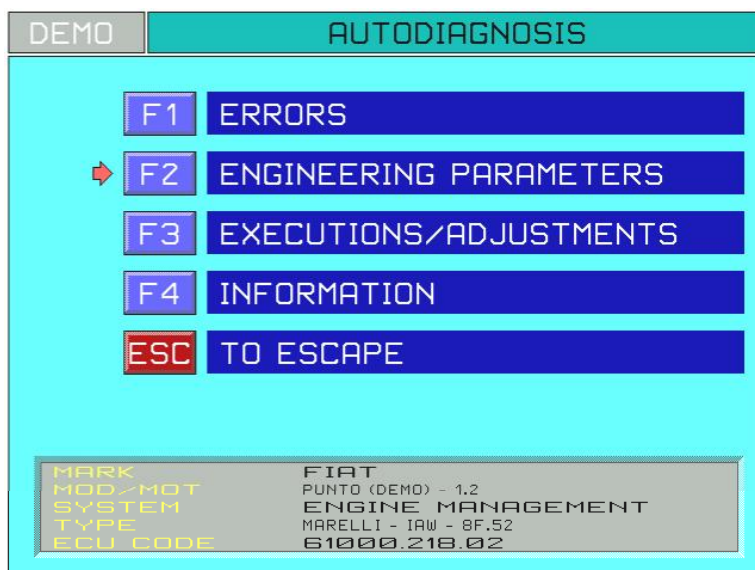 DEMO AUTODIAGNOSIS
F1 ERRORS
F2 ENGINEERING PARAMETERS
F3 EXECUTIONS/ADJUSTMENTS
F4 INFORMATION
ESC TO ESCAPE
MARK FIAT
MOD/MOT PUNTO (DEMO) - 1.2
SYSTEM ENGINE MANAGEMENT
TYPE MARELLI - IAW - 8F.52
ECU CODE 61000.218.02